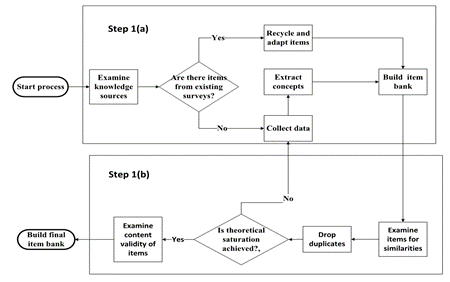 Step 1(a)
Yes
Recycle and
adapt items
Start process
Examine
knowledge
sources
Are there items
from existing
surveys?
Extract
concepts
Build item
bank
No
Collect data
Step 1(b)
No
Build final
item bank
Examine
content
validity of
items
Yes
Is theoretical
saturation
achieved?,
Drop
duplicates
Examine
items for
similarities